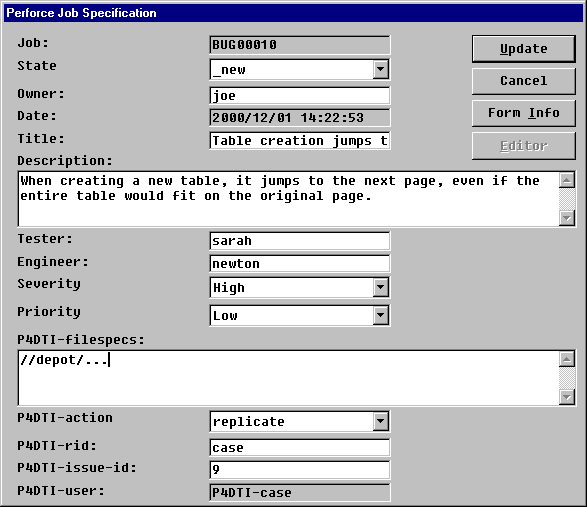 Perforce Job Specification
Job: BUG00010 Update
State _new Cancel
Owner: joe
Date: 2000/12/01 14:22:53 Form Info
Title: Table creation jumps t Editor
Description:
When creating a new table, it jumps to the next page, even if the
entire table would fit on the original page.
Tester: sarah
Engineer: newton
Severity High
Priority Low
P4DTI-filespecs:
//depot/...
P4DTI-action replicate
P4DTI-rid: case
P4DTI-issue-id: 9
P4DTI-user: P4DTI-case